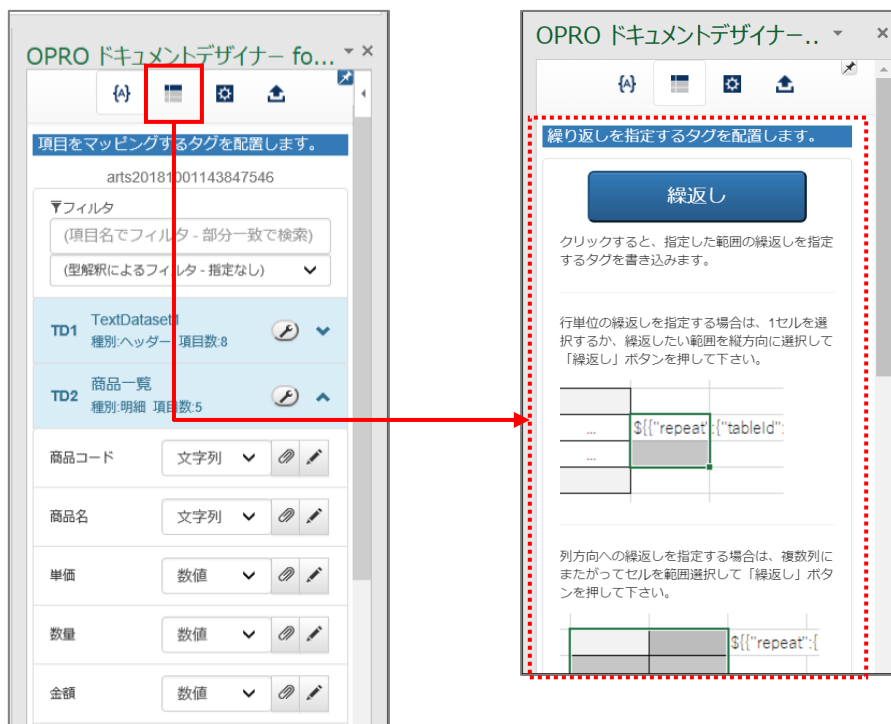 OPRO ドキュメントデザイナー fo...
{A}
項目をマッピングするタグを配置します。
arts20181001143847546
フィルタ
(項目名でフィルタ - 部分一致で検索)
(型解釈によるフィルタ - 指定なし)
TD1 TextDataset1
種別:ヘッダー 項目数:8
TD2 商品一覧
種別:明細 項目数:5
商品コード 文字列
商品名 文字列
単価 数値
数量 数値
金額 数値
OPRO ドキュメントデザイナー..
{A}
繰り返しを指定するタグを配置します。
繰返し
クリックすると、指定した範囲の繰返しを指定
するタグを書き込みます。
行単位の繰返しを指定する場合は、1セルを選
択するか、繰返したい範囲を縦方向に選択して
「繰返し」ボタンを押して下さい。
... ${{"repeat":{"tableId":
...
列方向への繰返しを指定する場合は、複数列に
またがってセルを範囲選択して「繰返し」ボタ
ンを押して下さい。
${{"repeat":{